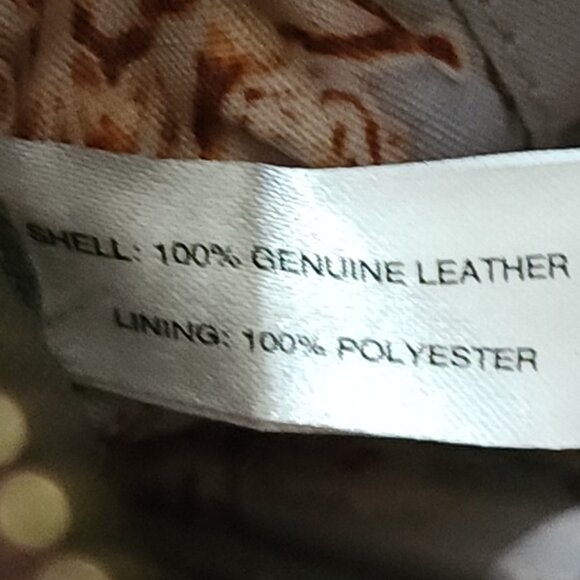 SHELL: 100% GENUINE LEATHER
LINING: 100% POLYESTER